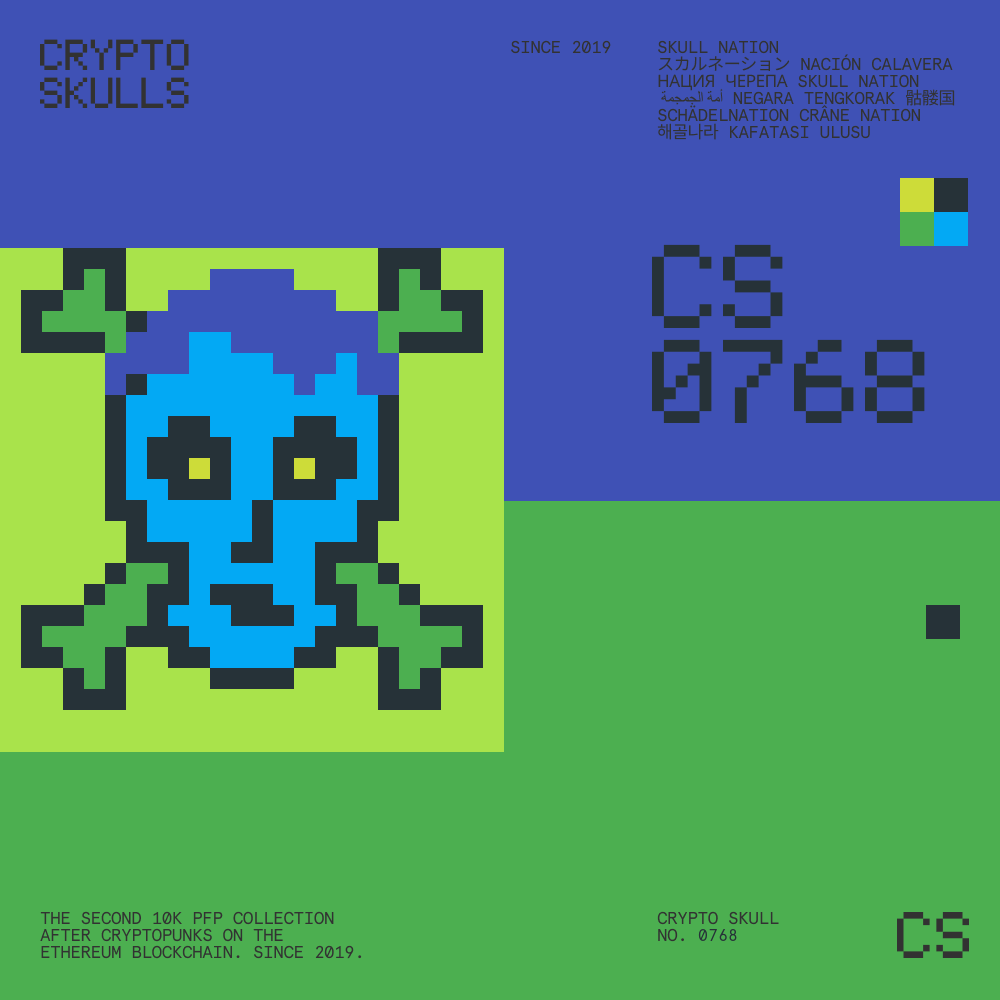 CRYPTO
SKULLS
SINCE 2019
SKULL NATION
スカルネーション NACIÓN CALAVERA
НАЦИЯ ЧЕРЕПА SKULL NATION
أمة الجمجمة NEGARA TENGKORAK 骷髅国
SCHÄDELNATION CRÂNE NATION
해골나라 KAFATASI ULUSU
CS
0768
THE SECOND 10K PFP COLLECTION
AFTER CRYPTOPUNKS ON THE
ETHEREUM BLOCKCHAIN. SINCE 2019.
CRYPTO SKULL
NO. 0768
CS